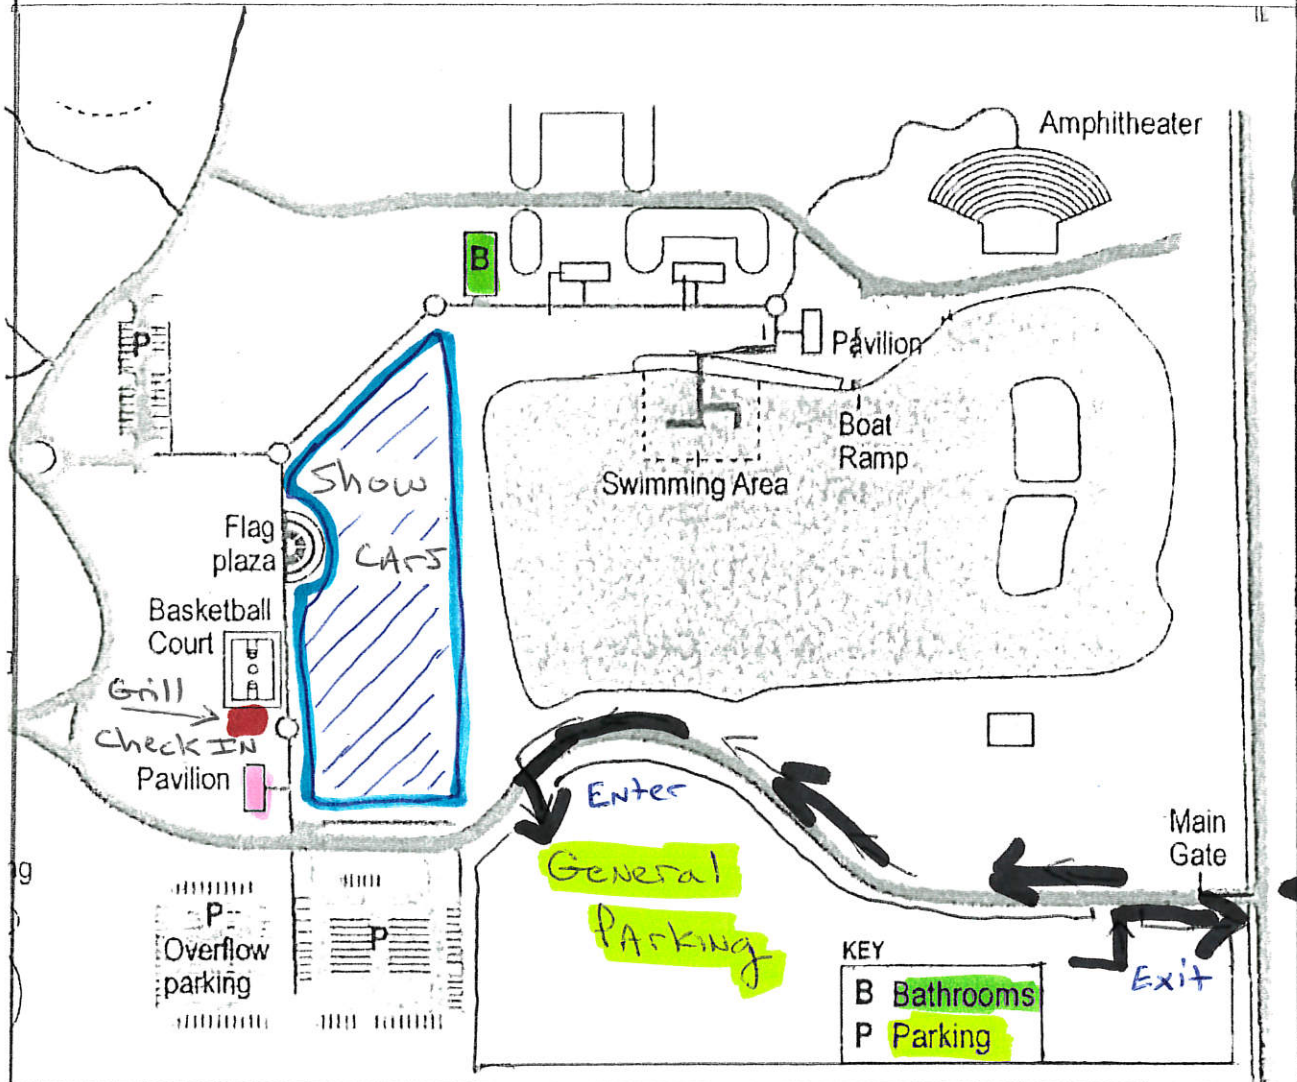 Amphitheater
B
P
Pavilion
Boat
Ramp
Swimming Area
Show
Cars
Flag
plaza
Basketball
Court
Grill
Check IN
Pavilion
Enter
General
Parking
Main
Gate
P
Overflow
parking
P
KEY
B Bathrooms
P Parking
Exit